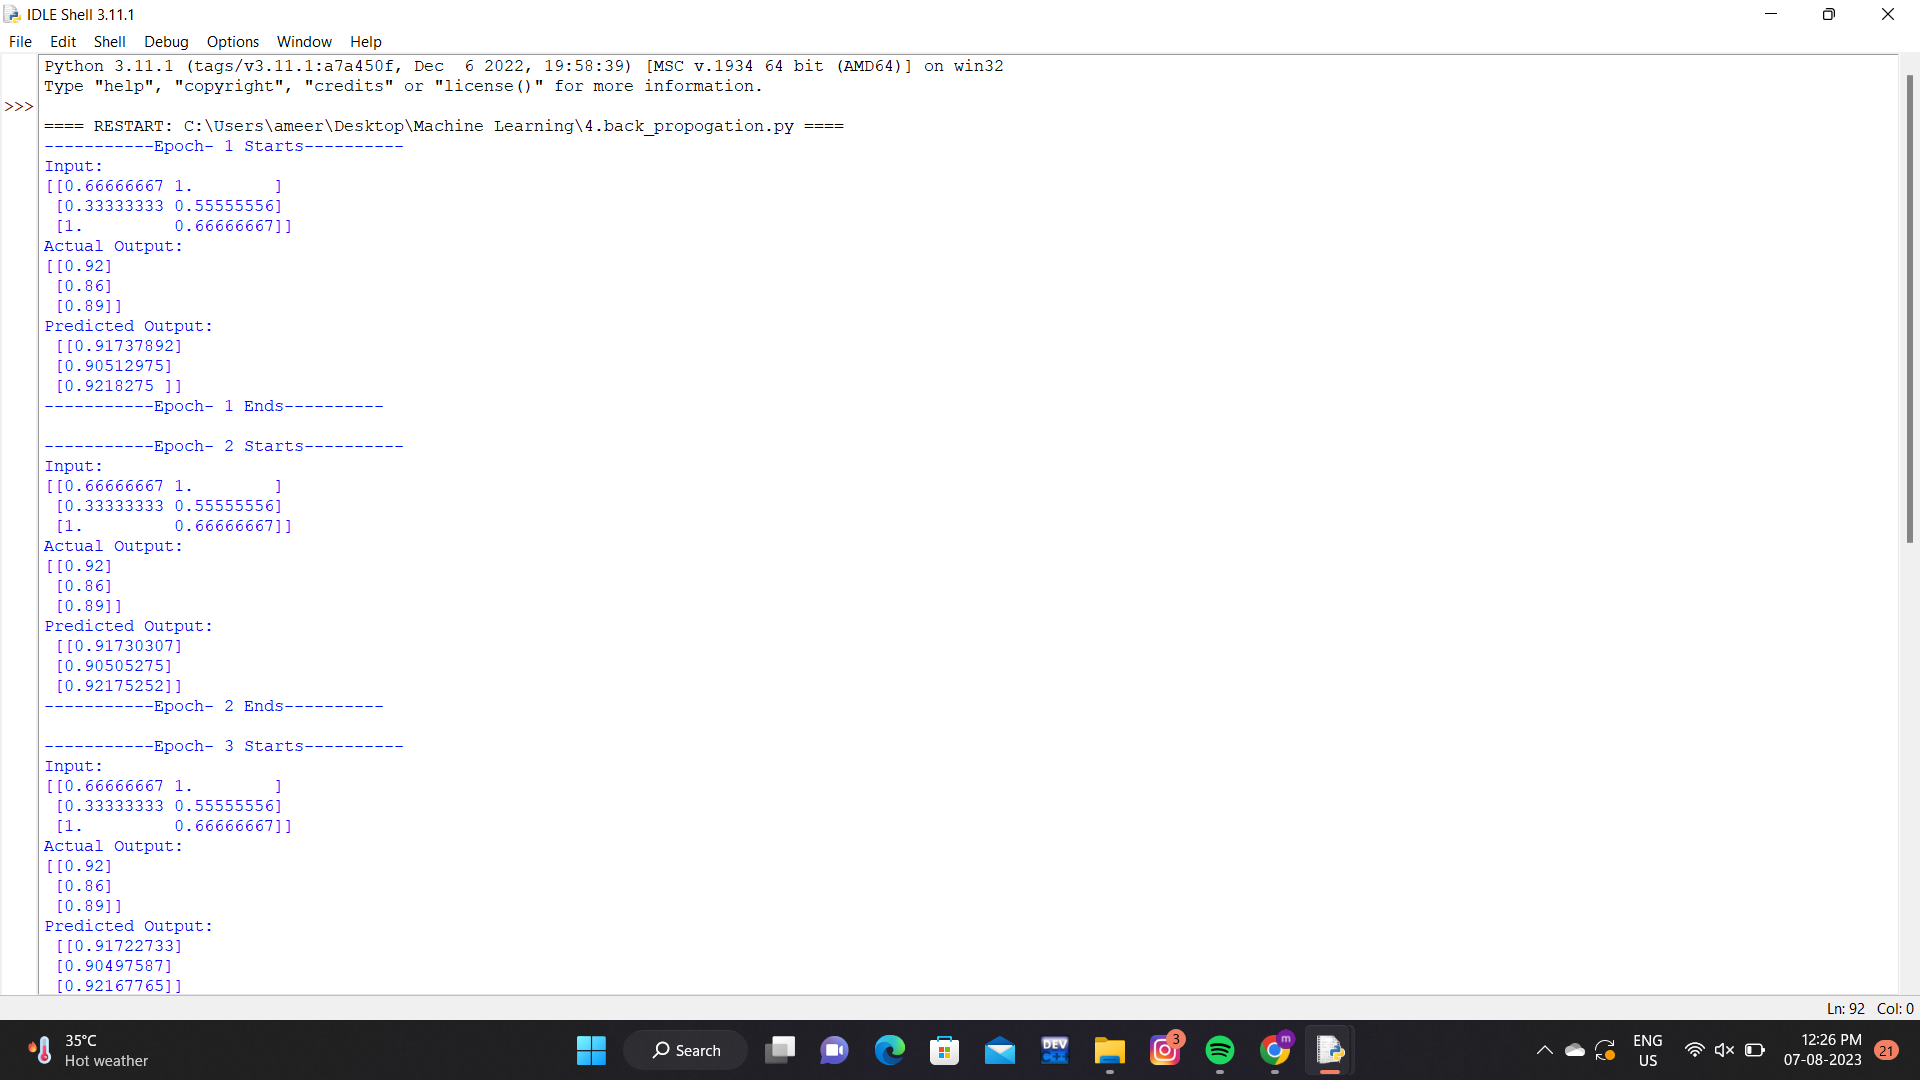 IDLE Shell 3.11.1
File Edit Shell Debug Options Window Help
Python 3.11.1 (tags/v3.11.1:a7a450f, Dec  6 2022, 19:58:39) [MSC v.1934 64 bit (AMD64)] on win32
Type "help", "copyright", "credits" or "license()" for more information.
>>>
==== RESTART: C:\Users\ameer\Desktop\Machine Learning\4.back_propogation.py ====
-----------Epoch- 1 Starts----------
Input:
[[0.66666667 1.        ]
 [0.33333333 0.55555556]
 [1.         0.66666667]]
Actual Output:
[[0.92]
 [0.86]
 [0.89]]
Predicted Output:
 [[0.91737892]
 [0.90512975]
 [0.9218275 ]]
-----------Epoch- 1 Ends----------
-----------Epoch- 2 Starts----------
Input:
[[0.66666667 1.        ]
 [0.33333333 0.55555556]
 [1.         0.66666667]]
Actual Output:
[[0.92]
 [0.86]
 [0.89]]
Predicted Output:
 [[0.91730307]
 [0.90505275]
 [0.92175252]]
-----------Epoch- 2 Ends----------
-----------Epoch- 3 Starts----------
Input:
[[0.66666667 1.        ]
 [0.33333333 0.55555556]
 [1.         0.66666667]]
Actual Output:
[[0.92]
 [0.86]
 [0.89]]
Predicted Output:
 [[0.91722733]
 [0.90497587]
 [0.92167765]]
Ln: 92 Col: 0
35°C
Hot weather
Search
DEV
C++
3
m
ENG
US
12:26 PM
07-08-2023
21